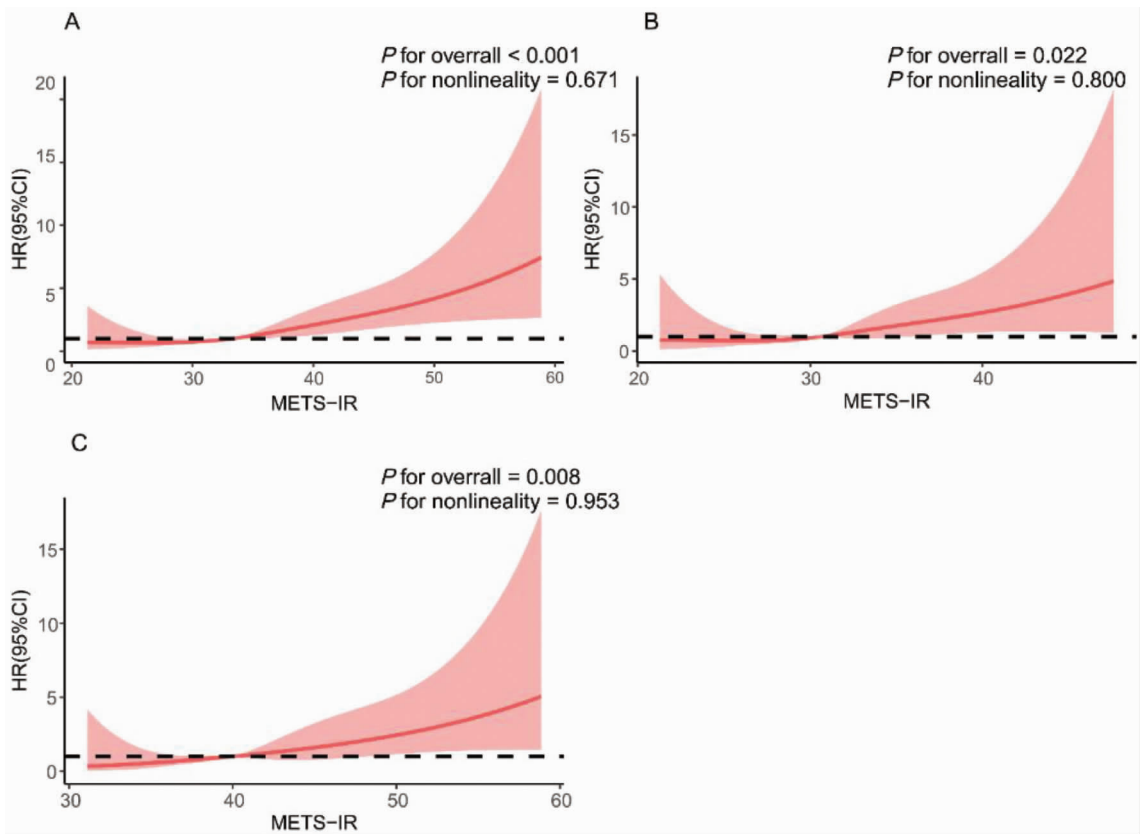 A
P for overrall < 0.001
P for nonlineality = 0.671
HR(95%CI)
20
15
10
5
0
20 30 40 50 60
METS−IR
B
P for overrall = 0.022
P for nonlineality = 0.800
HR(95%CI)
15
10
5
0
20 30 40
METS−IR
C
P for overrall = 0.008
P for nonlineality = 0.953
HR(95%CI)
15
10
5
0
30 40 50 60
METS−IR